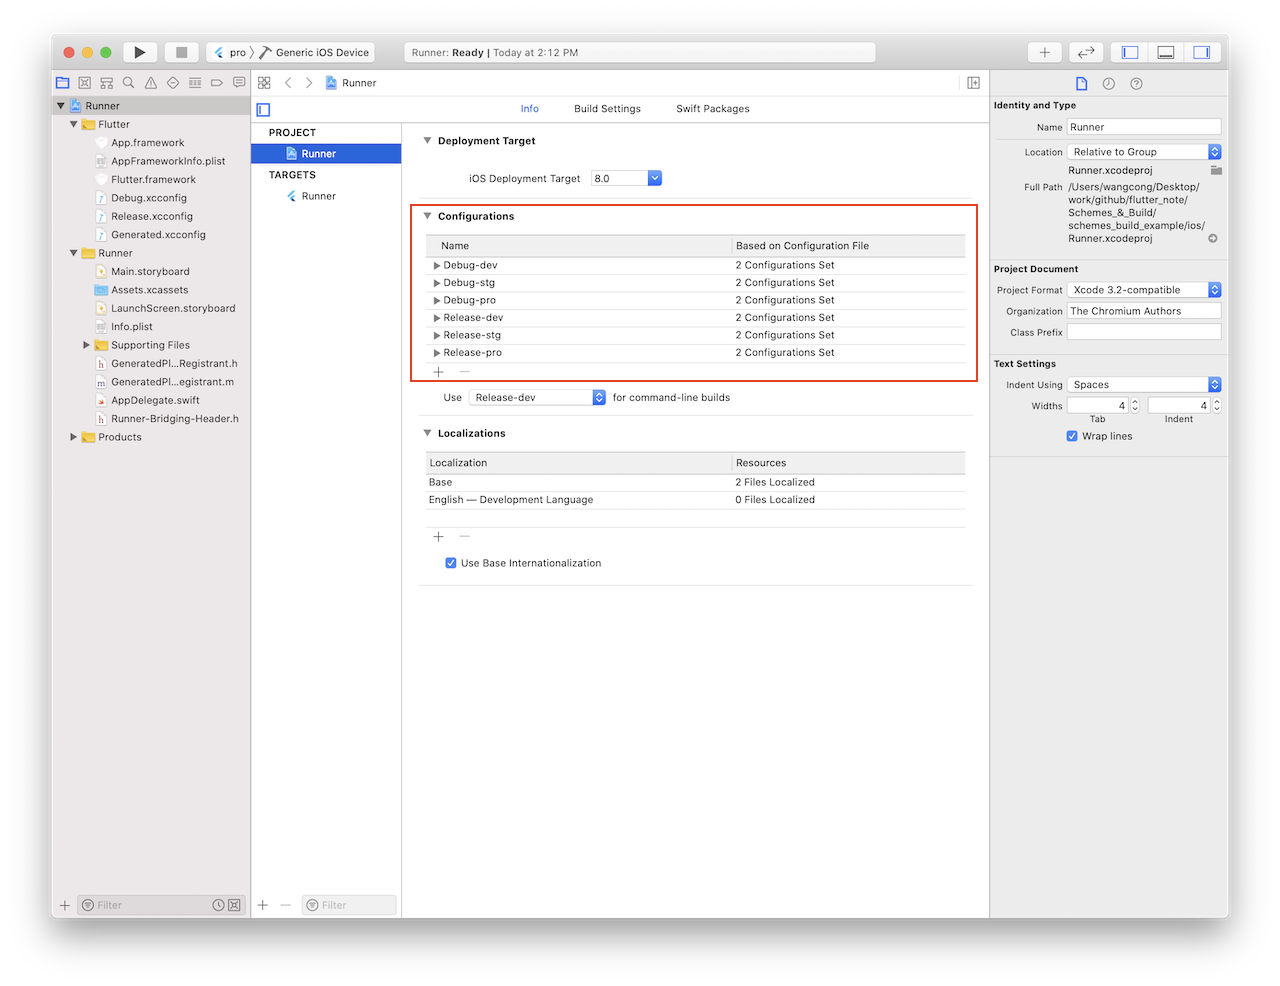 pro
Generic iOS Device
Runner: Ready | Today at 2:12 PM
Runner
Flutter
App.framework
AppFrameworkInfo.plist
Flutter.framework
Debug.xcconfig
Release.xcconfig
Generated.xcconfig
Runner
Main.storyboard
Assets.xcassets
LaunchScreen.storyboard
Info.plist
Supporting Files
GeneratedPl...Registrant.h
GeneratedPl...egistrant.m
AppDelegate.swift
Runner-Bridging-Header.h
Products
Filter
Runner
Info Build Settings Swift Packages
PROJECT
Runner
TARGETS
Runner
Filter
Deployment Target
iOS Deployment Target 8.0
Configurations
Name Based on Configuration File
Debug-dev 2 Configurations Set
Debug-stg 2 Configurations Set
Debug-pro 2 Configurations Set
Release-dev 2 Configurations Set
Release-stg 2 Configurations Set
Release-pro 2 Configurations Set
Use Release-dev for command-line builds
Localizations
Localization Resources
Base 2 Files Localized
English — Development Language 0 Files Localized
Use Base Internationalization
Identity and Type
Name Runner
Location Relative to Group
Runner.xcodeproj
Full Path /Users/wangcong/Desktop/
work/github/flutter_note/
Schemes_&_Build/
schemes_build_example/ios/
Runner.xcodeproj
Project Document
Project Format Xcode 3.2-compatible
Organization The Chromium Authors
Class Prefix
Text Settings
Indent Using Spaces
Widths 4 4
Tab Indent
Wrap lines